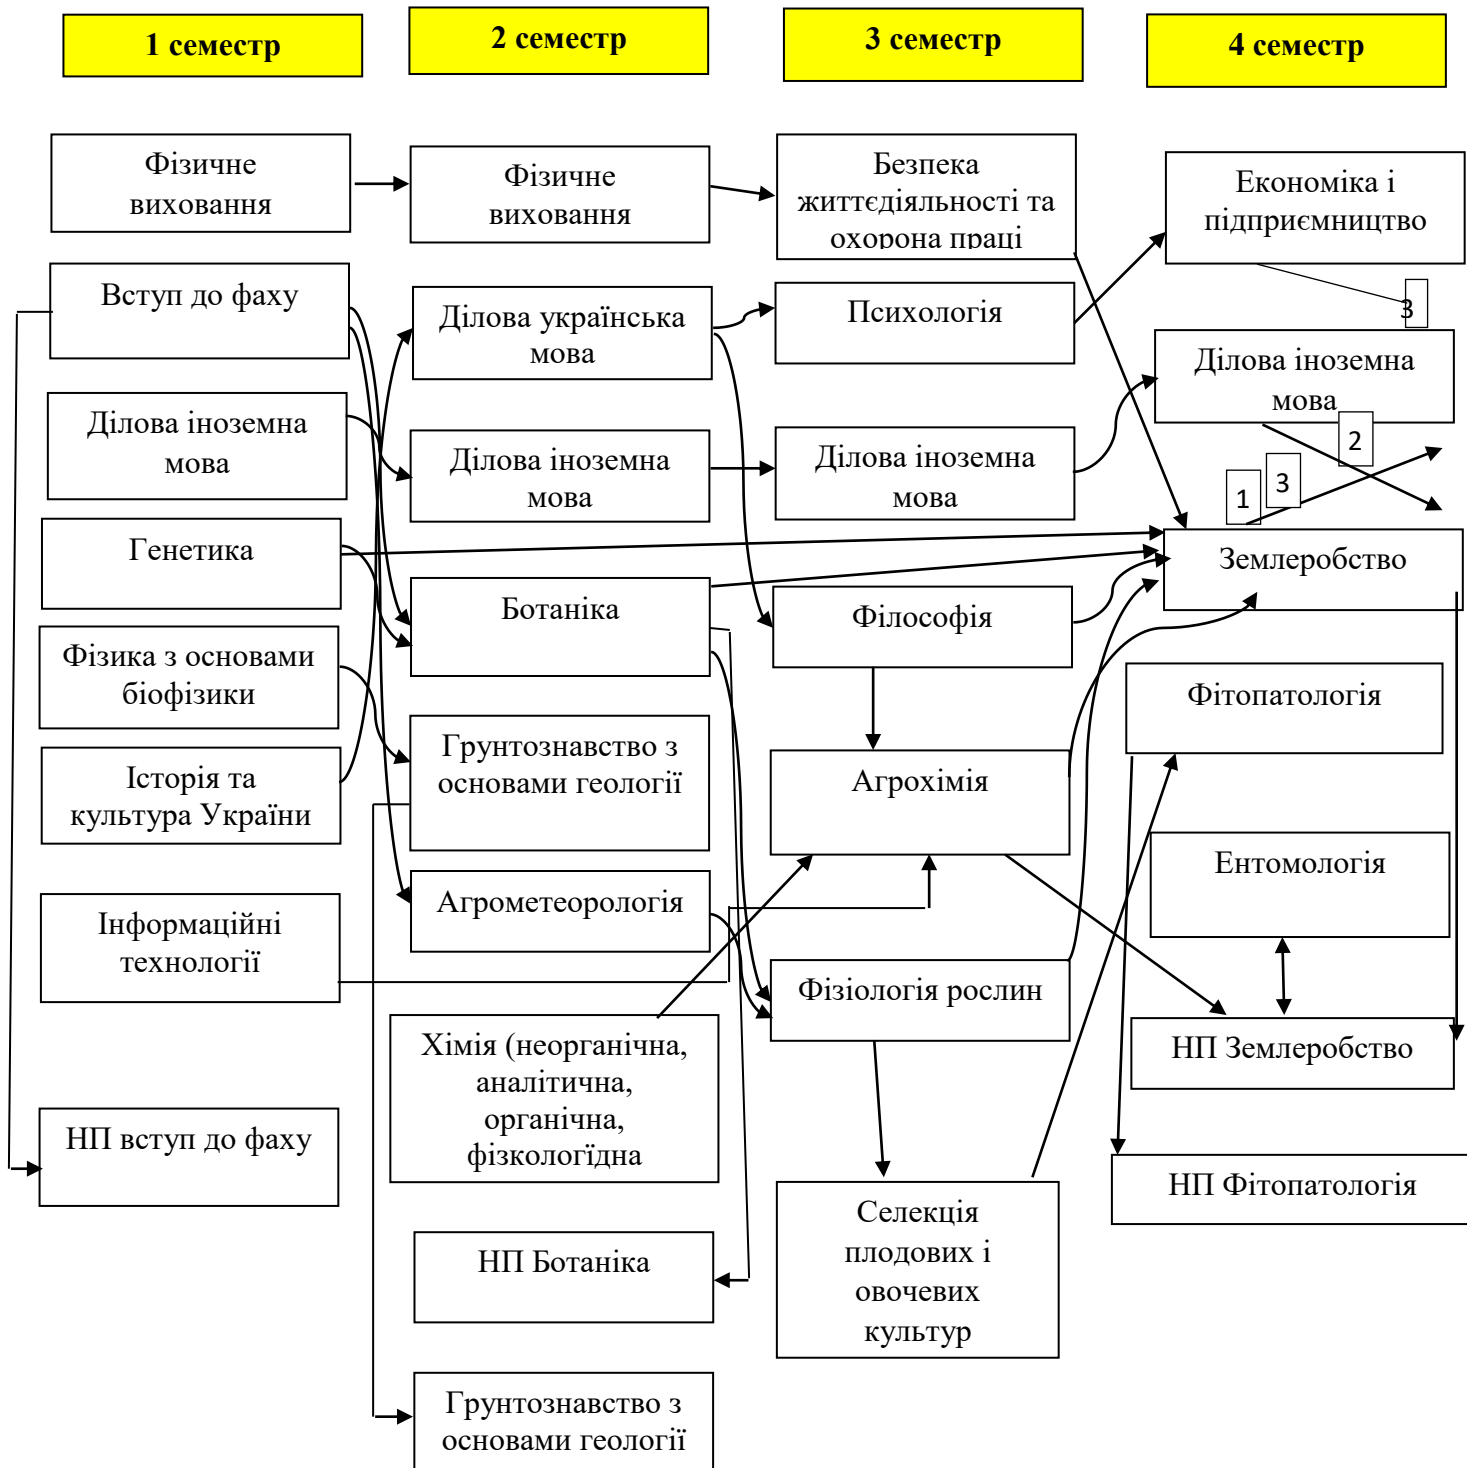 1 семестр
2 семестр
3 семестр
4 семестр
Фізичне
виховання
Вступ до фаху
Ділова іноземна
мова
Генетика
Фізика з основами
біофізики
Історія та
культура України
Інформаційні
технології
НП вступ до фаху
Фізичне
виховання
Ділова українська
мова
Ділова іноземна
мова
Ботаніка
Грунтознавство з
основами геології
Агрометеорологія
Хімія (неорганічна,
аналітична,
органічна,
фізкологїдна
НП Ботаніка
Грунтознавство з
основами геології
Безпека
життєдіяльності та
охорона праці
Психологія
Ділова іноземна
мова
Філософія
Агрохімія
Фізіологія рослин
Селекція
плодових і
овочевих
культур
Економіка і
підприємництво
3
Ділова іноземна
мова
2
1
3
Землеробство
Фітопатологія
Ентомологія
НП Землеробство
НП Фітопатологія